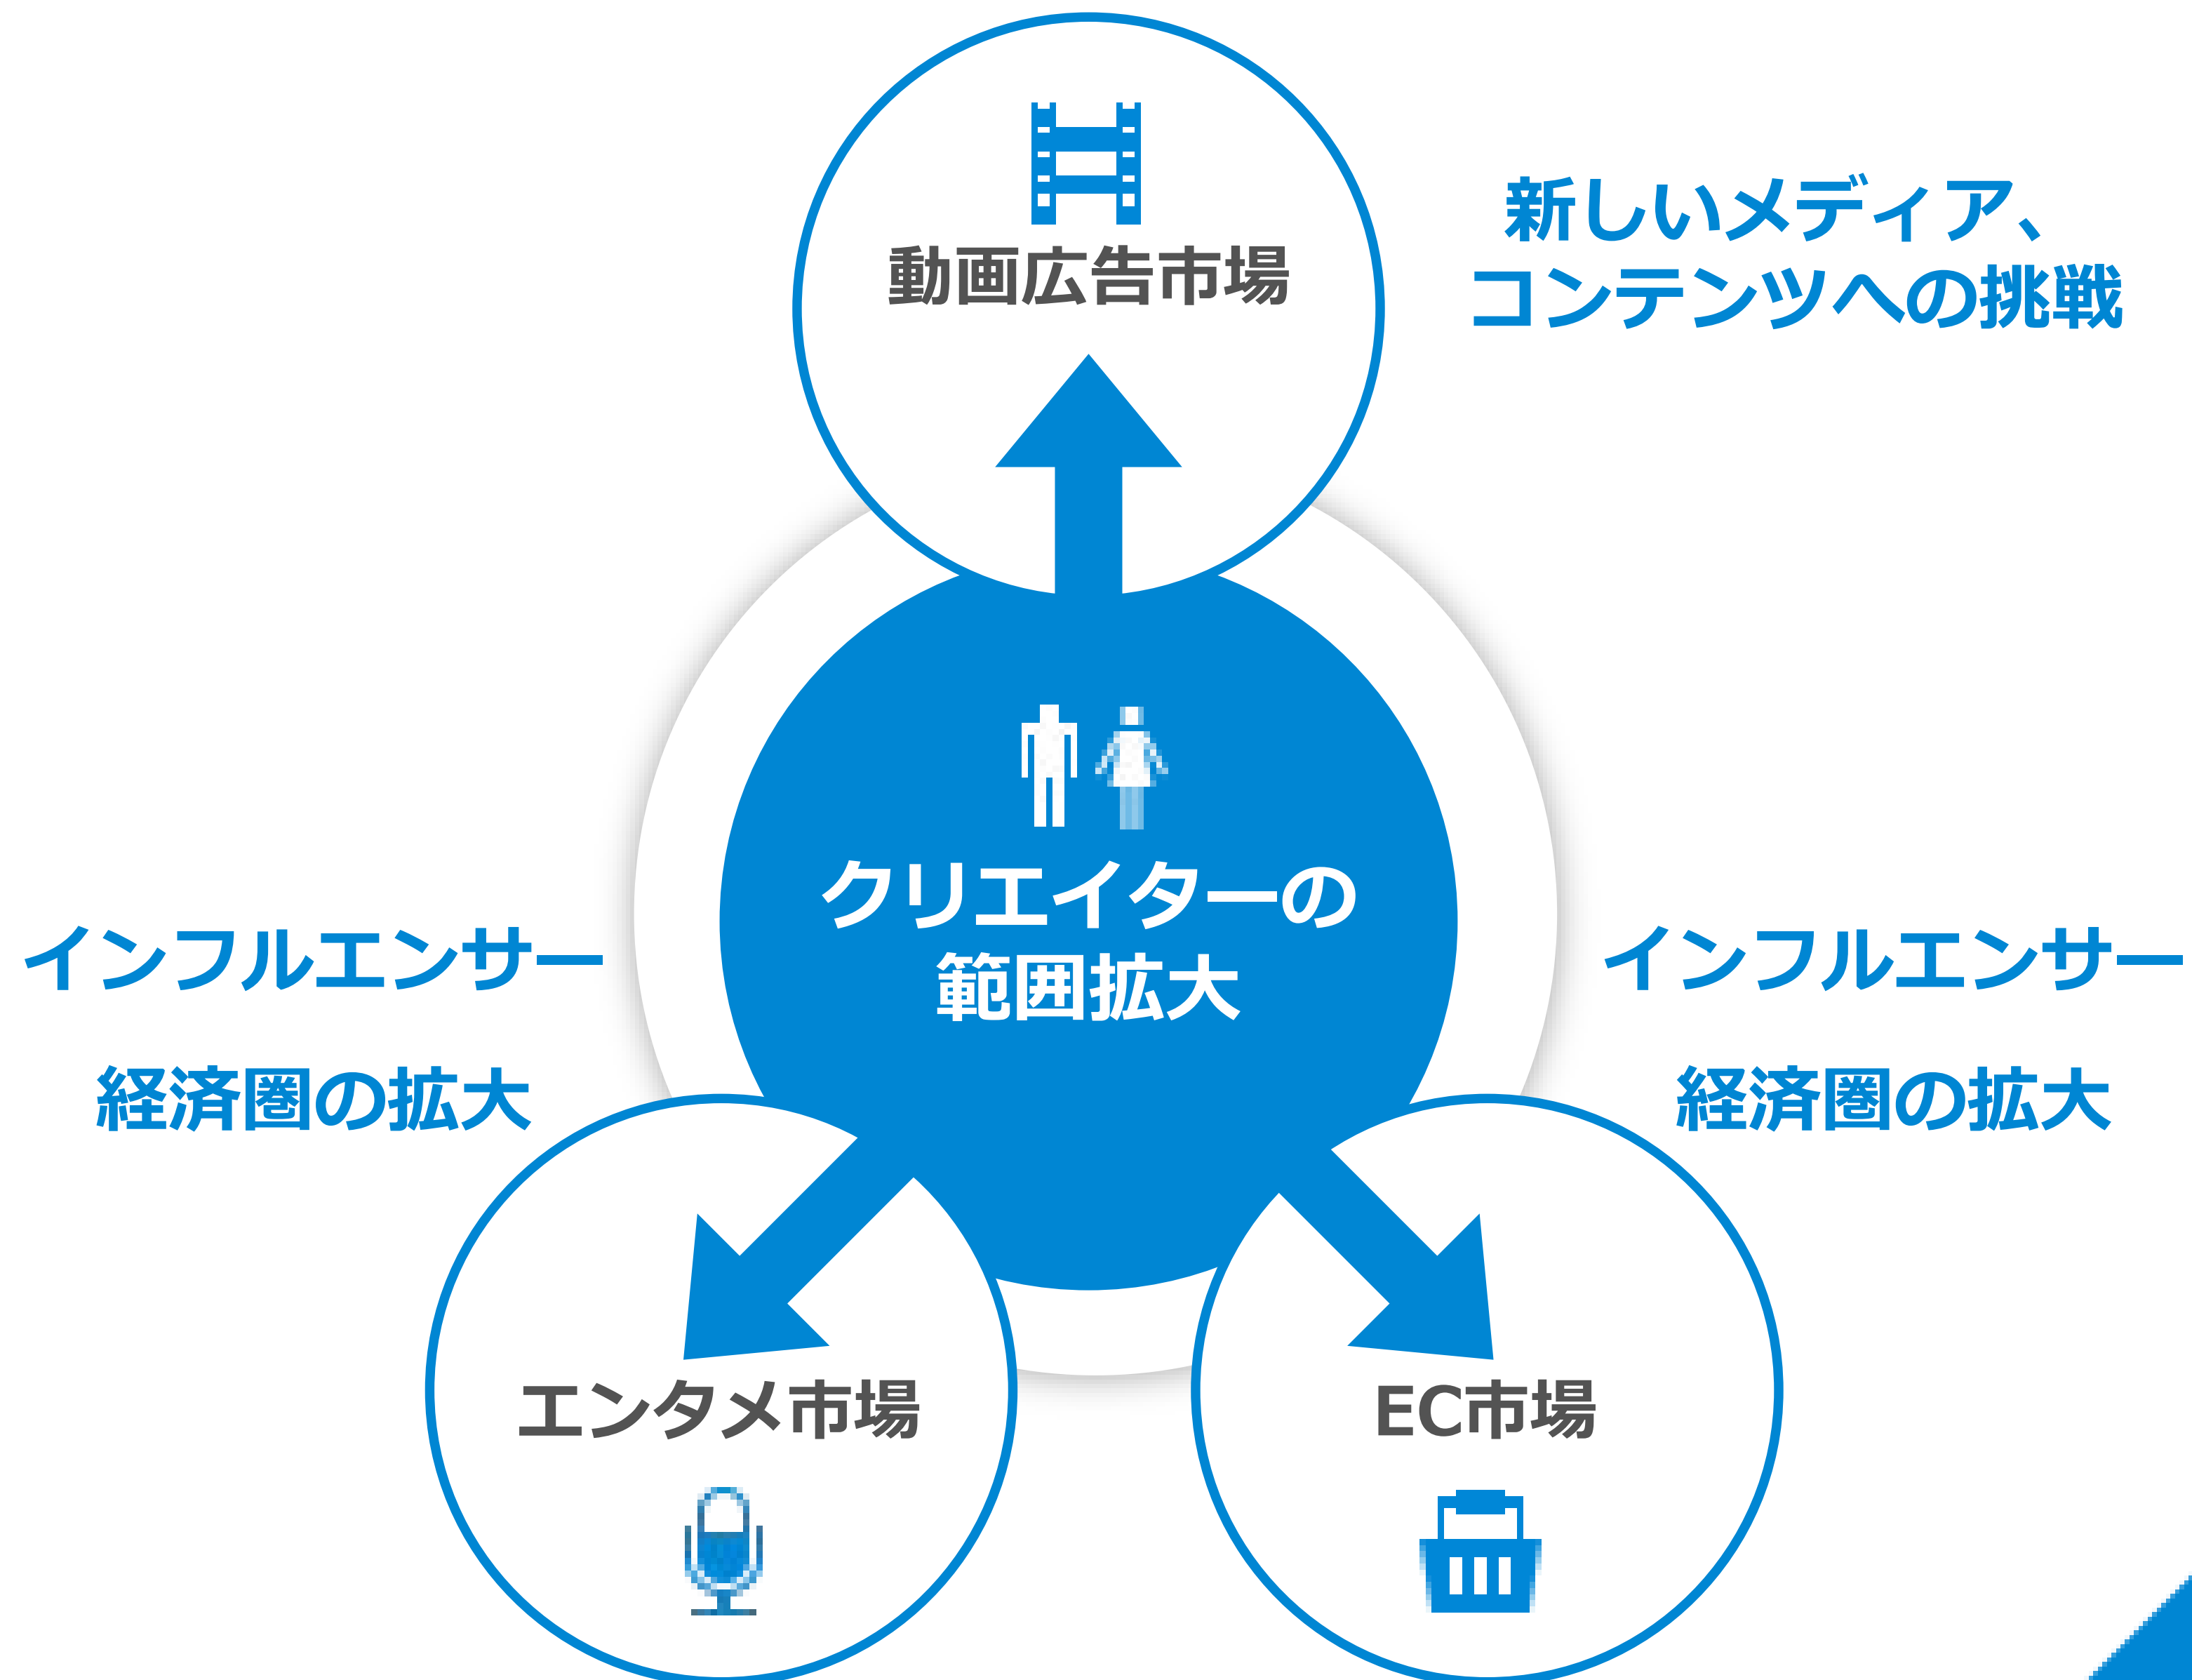 動画広告市場
新しいメディア、
コンテンツへの挑戦
クリエイターの
範囲拡大
インフルエンサー
経済圏の拡大
インフルエンサー
経済圏の拡大
エンタメ市場
EC市場